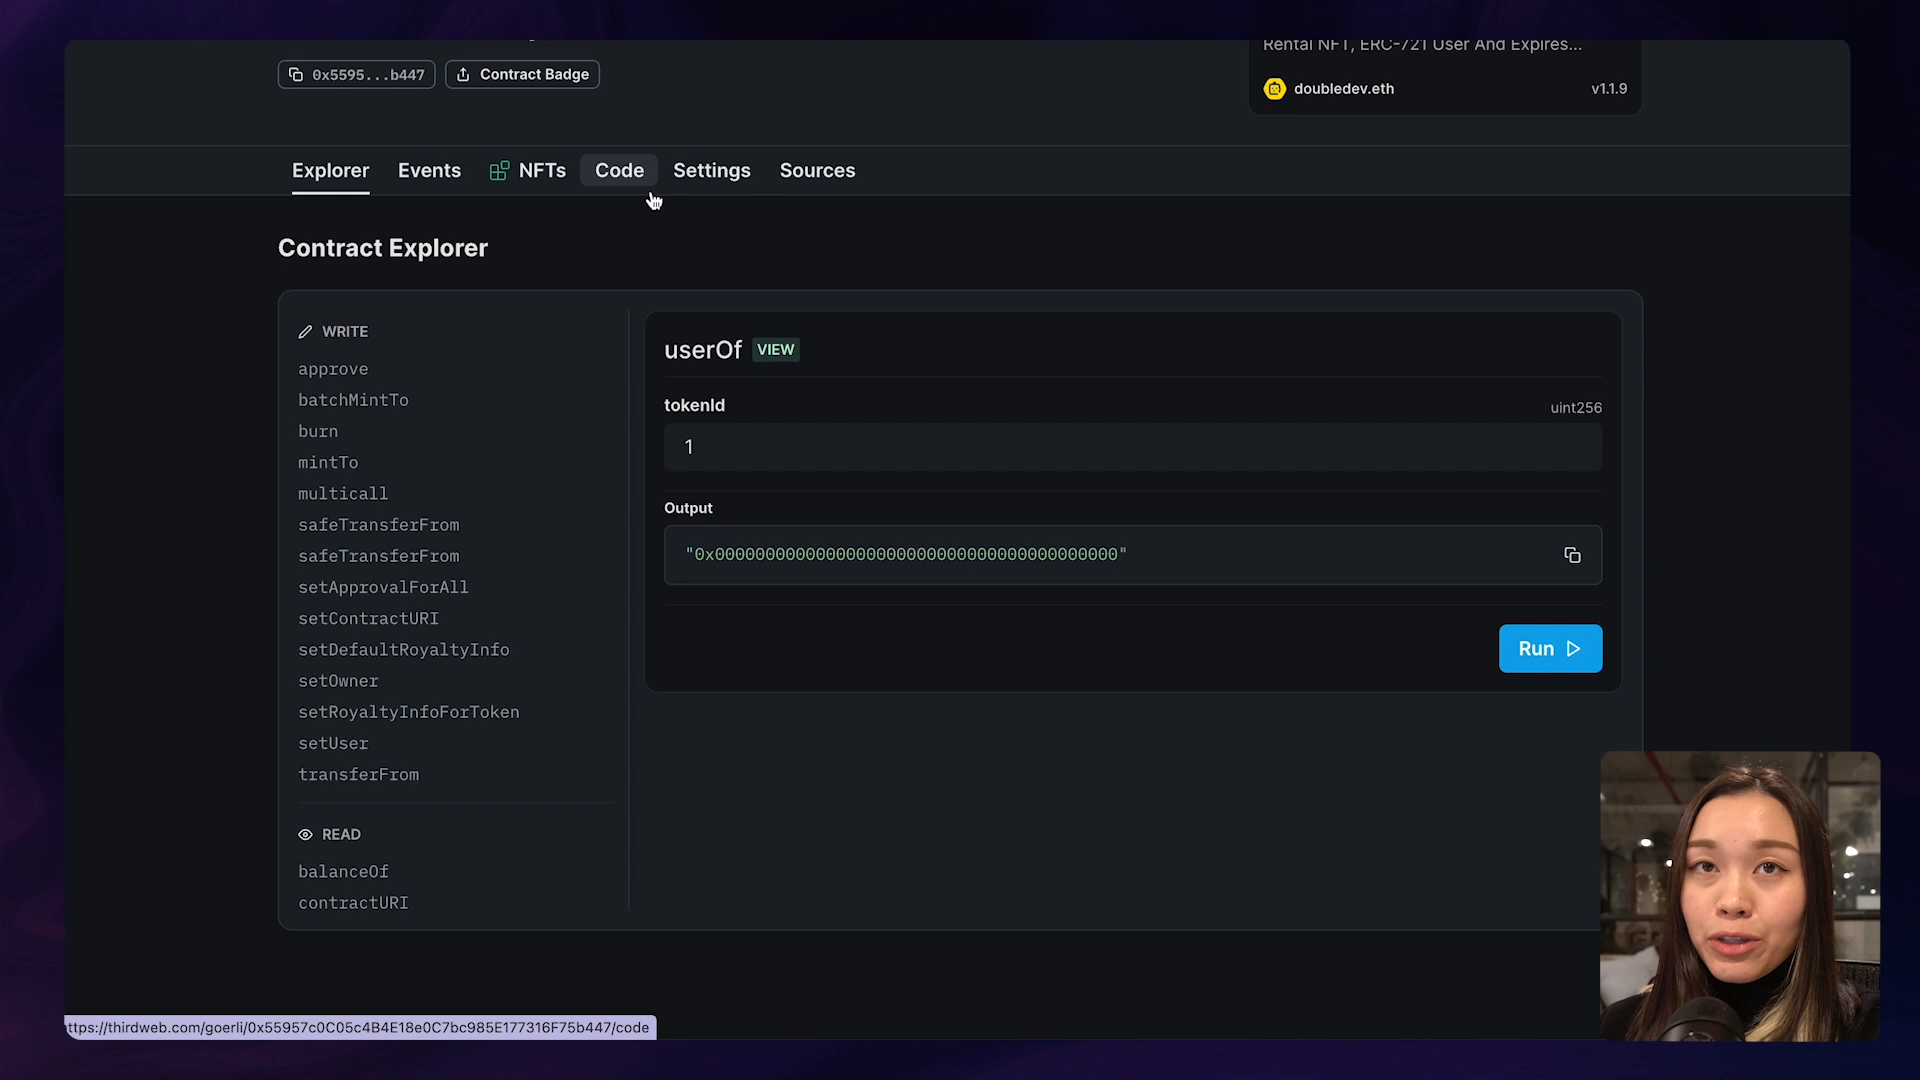 Rental NFT, ERC-721 User And Expires...
0x5595...b447
Contract Badge
doubledev.eth
v1.1.9
Explorer
Events
NFTs
Code
Settings
Sources
Contract Explorer
WRITE
approve
batchMintTo
burn
mintTo
multicall
safeTransferFrom
safeTransferFrom
setApprovalForAll
setContractURI
setDefaultRoyaltyInfo
setOwner
setRoyaltyInfoForToken
setUser
transferFrom
READ
balanceOf
contractURI
userOf VIEW
tokenId
uint256
1
Output
"0x0000000000000000000000000000000000000000"
Run
ttps://thirdweb.com/goerli/0x55957c0C05c4B4E18e0C7bc985E177316F75b447/code